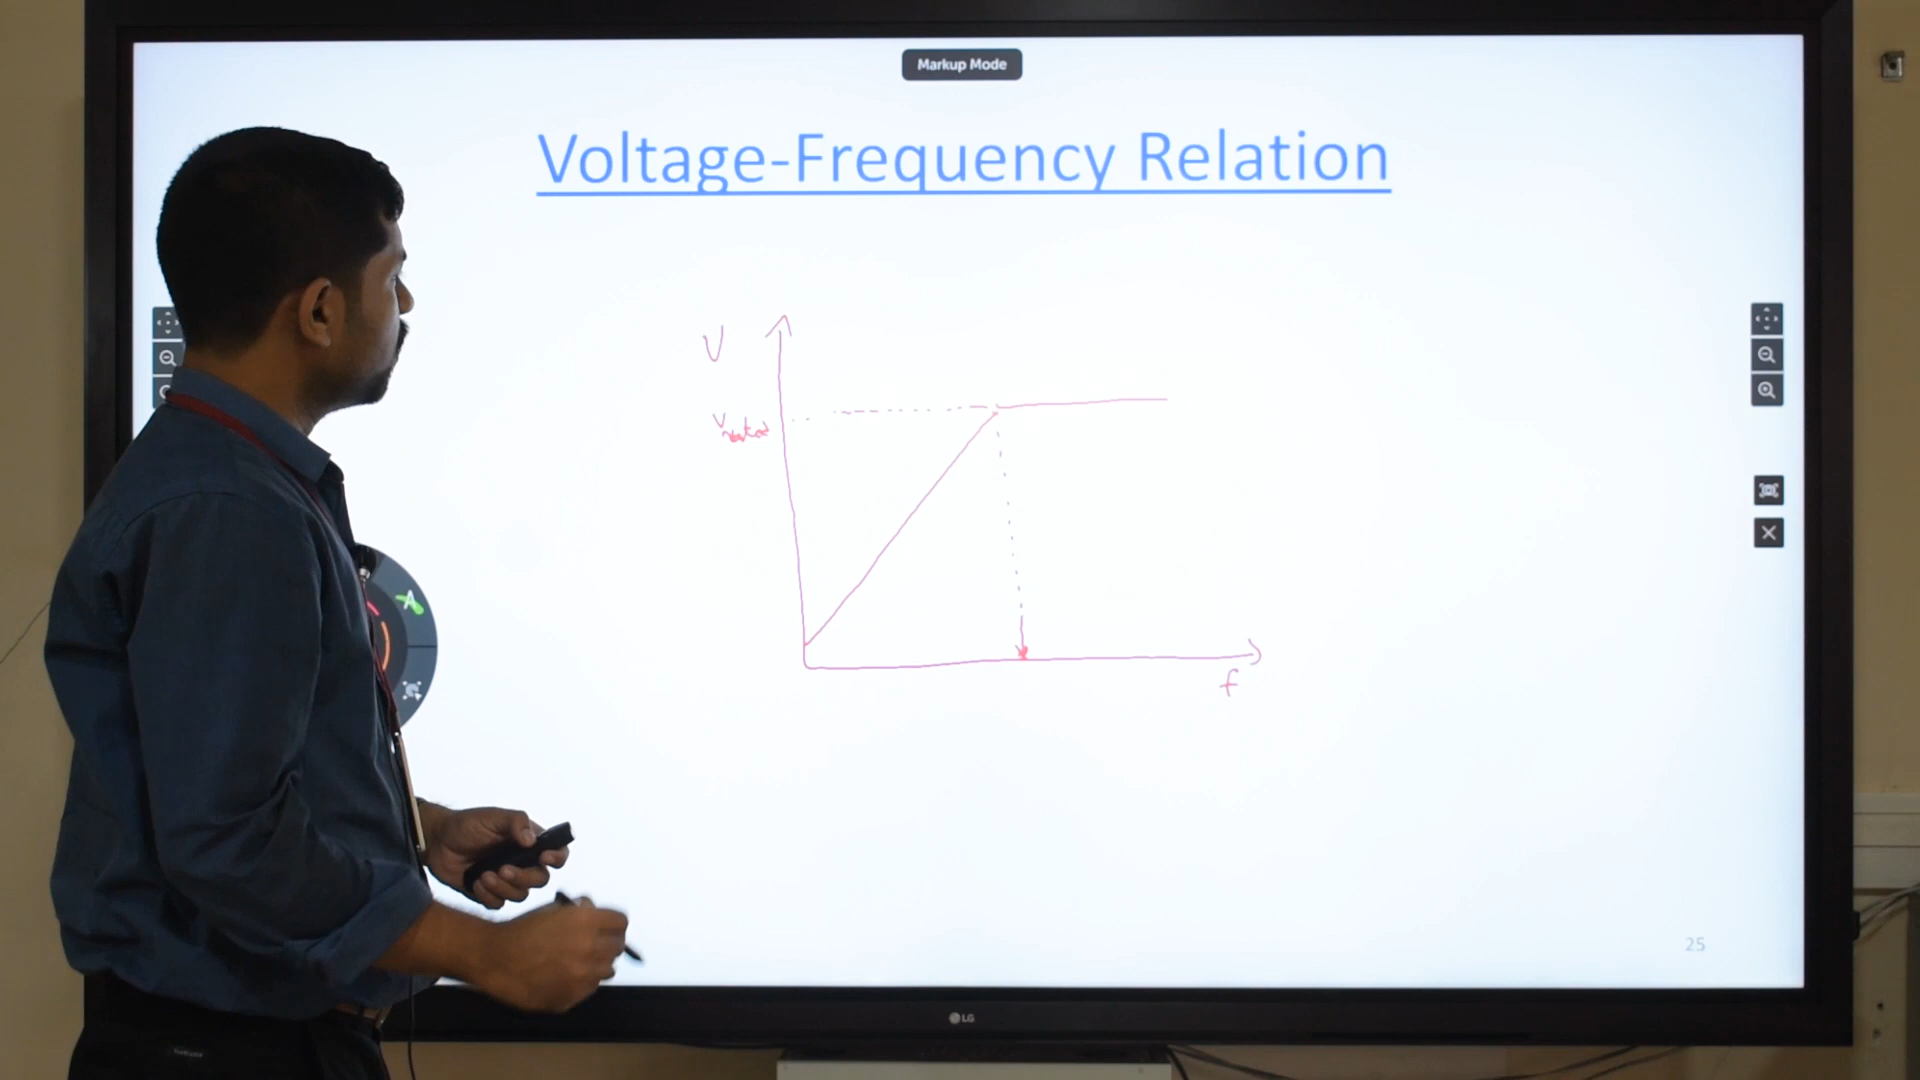 Markup Mode
Voltage-Frequency Relation
V
Vrated
f
25
LG